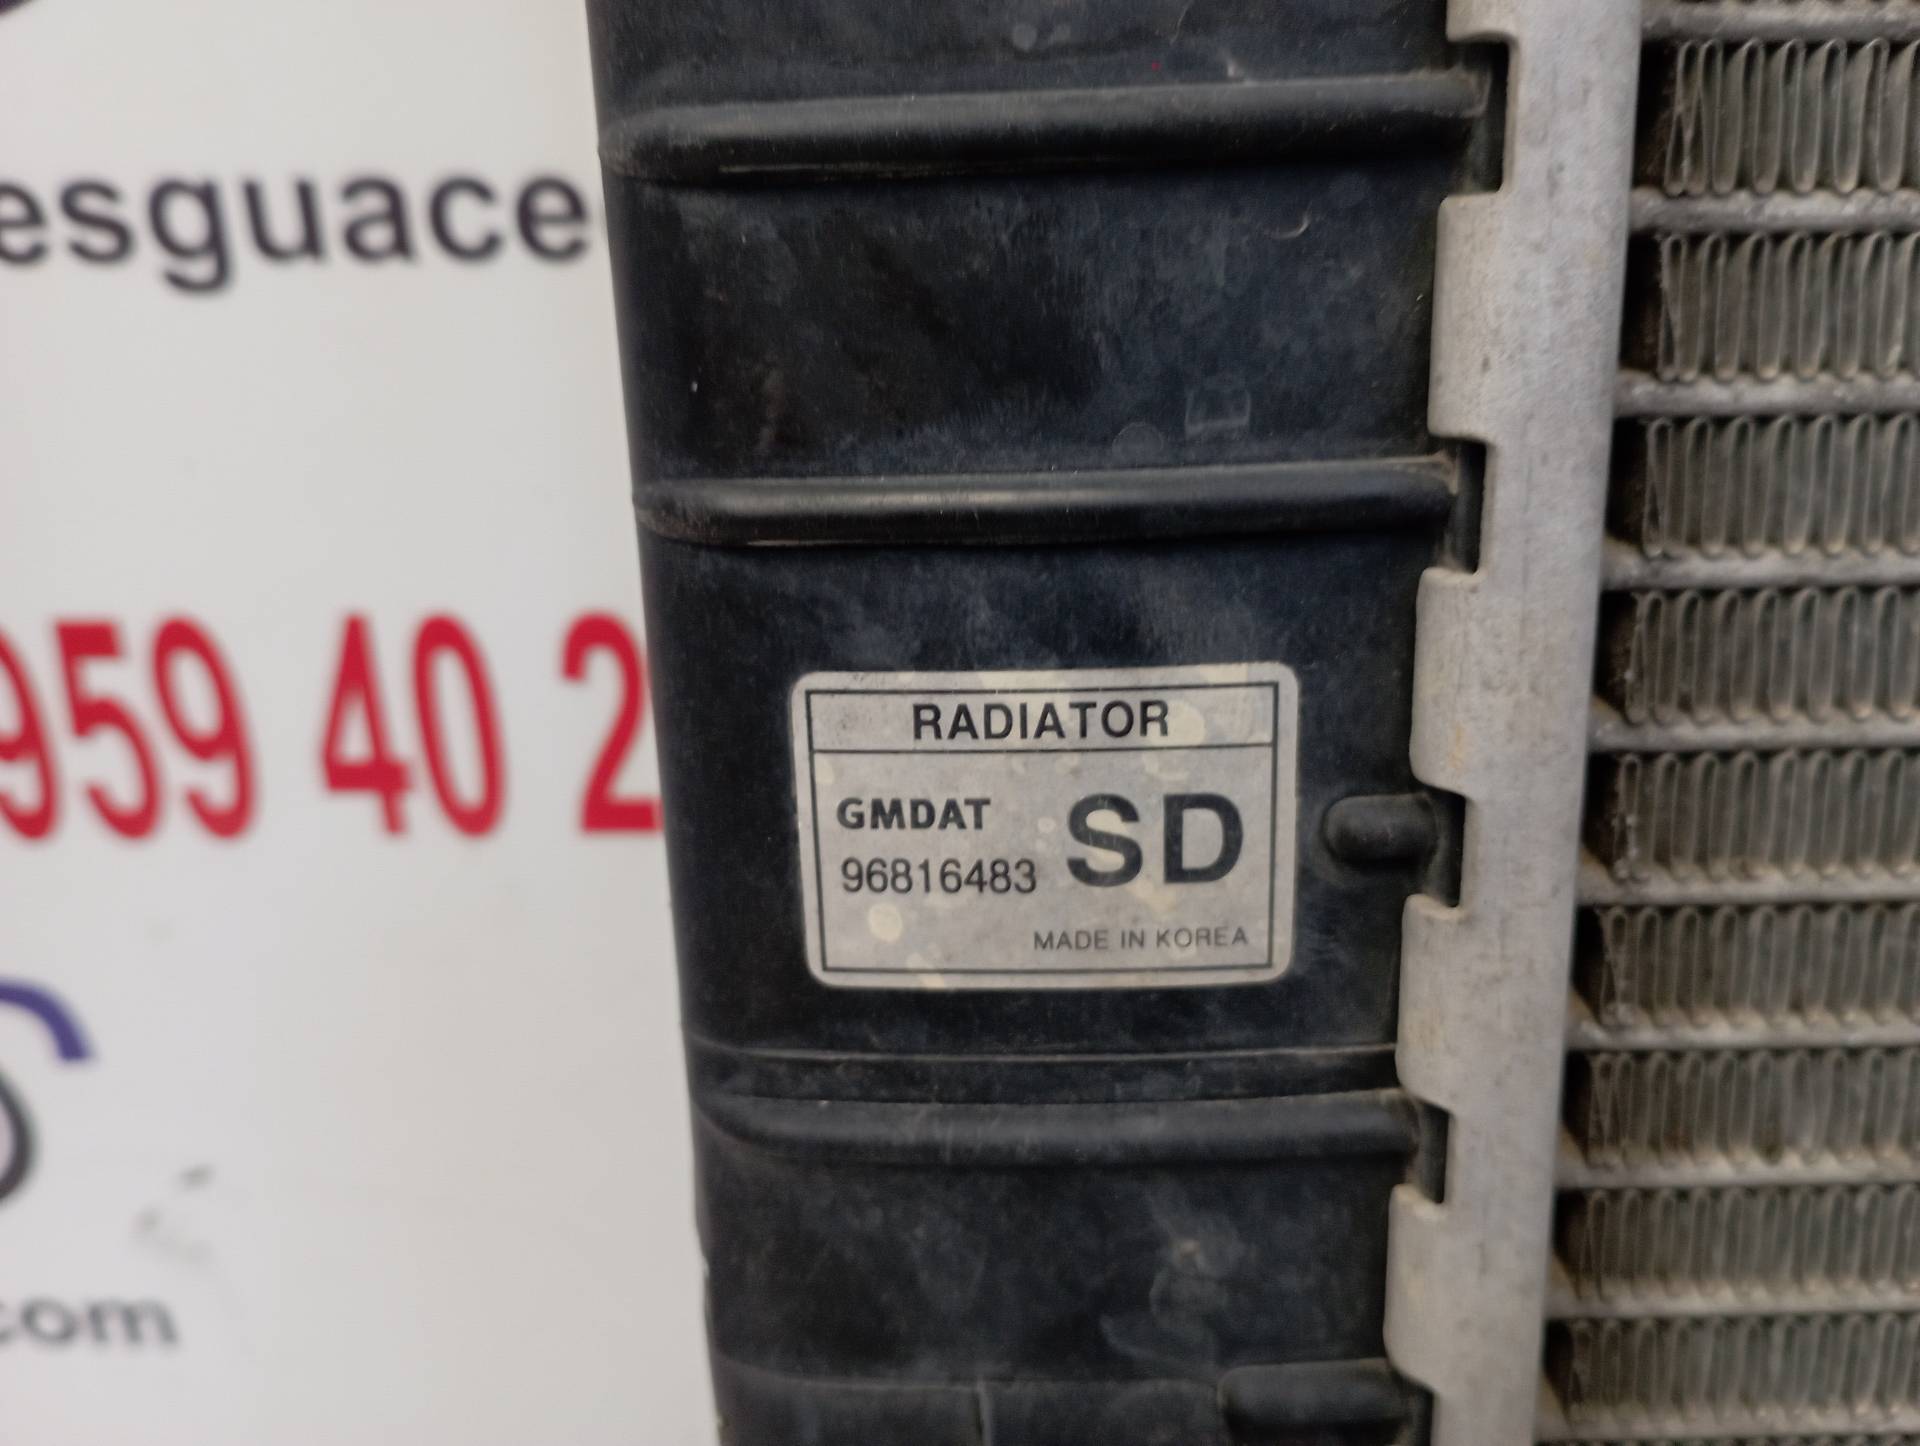 esguace
959 40 2
RADIATOR
GMDAT
SD
96816483
MADE IN KOREA
.com